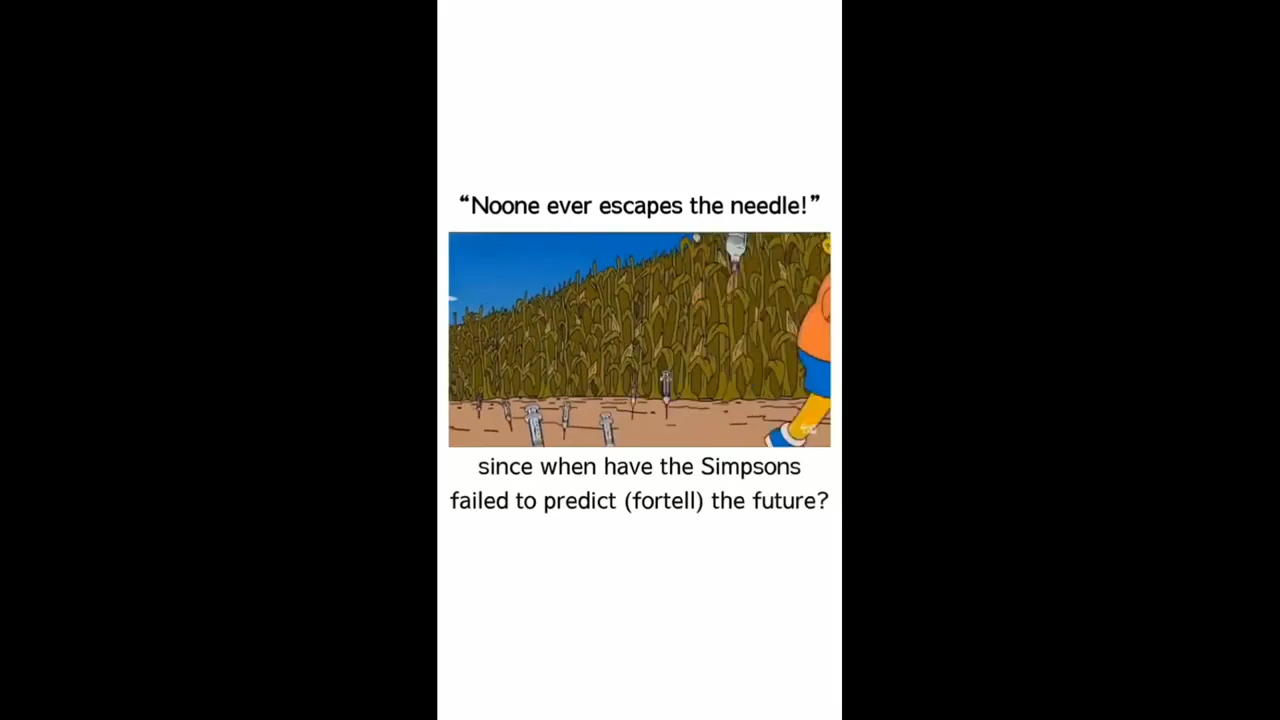 “Noone ever escapes the needle!”
since when have the Simpsons
failed to predict (fortell) the future?